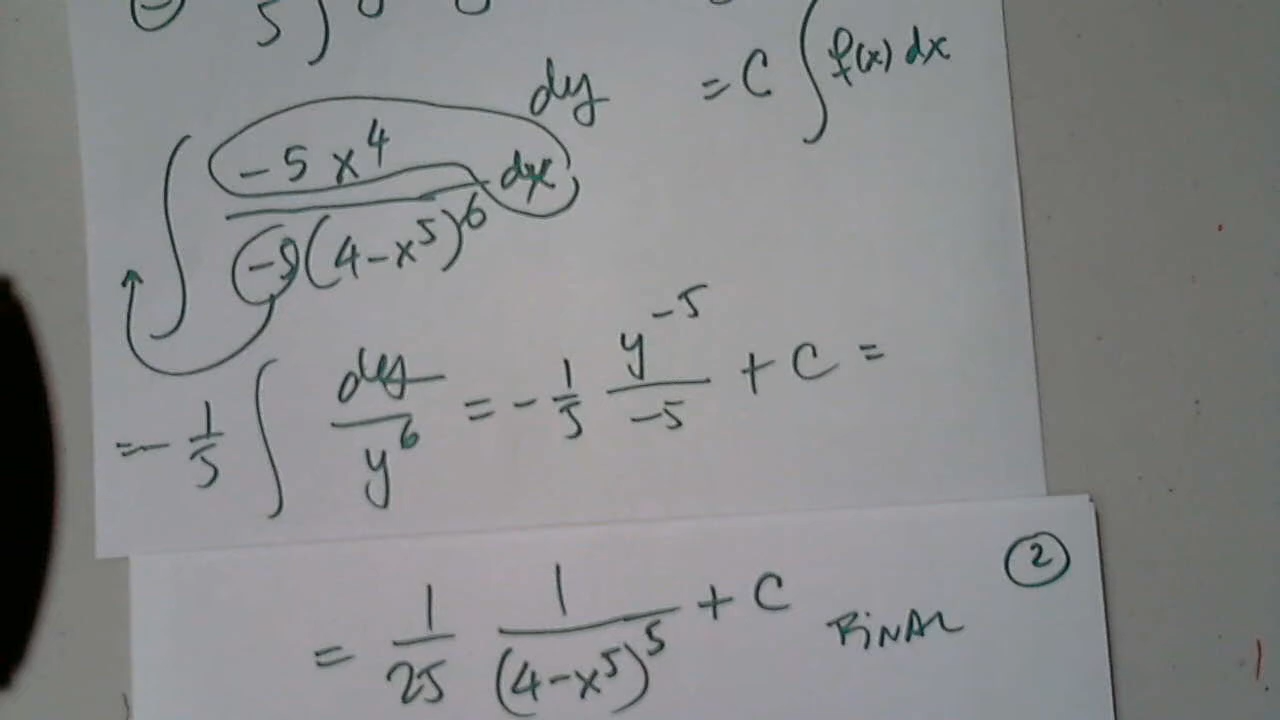 5 ∫
dy = C ∫ f(x) dx
∫ -5x⁴ dx / -5(4-x⁵)⁶
= - 1/5 ∫ dy/y⁶ = - 1/5 y⁻⁵/-5 + C =
②
= 1/25 1/(4-x⁵)⁵ + C FiNAL